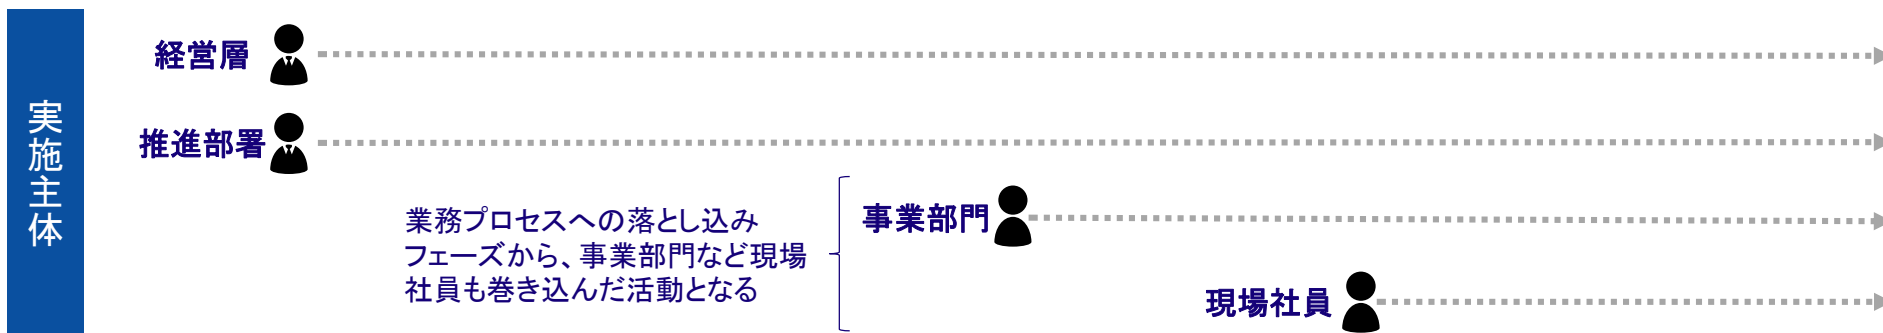 実施主体
経営層
推進部署
業務プロセスへの落とし込み
フェーズから、事業部門など現場
社員も巻き込んだ活動となる
事業部門
現場社員